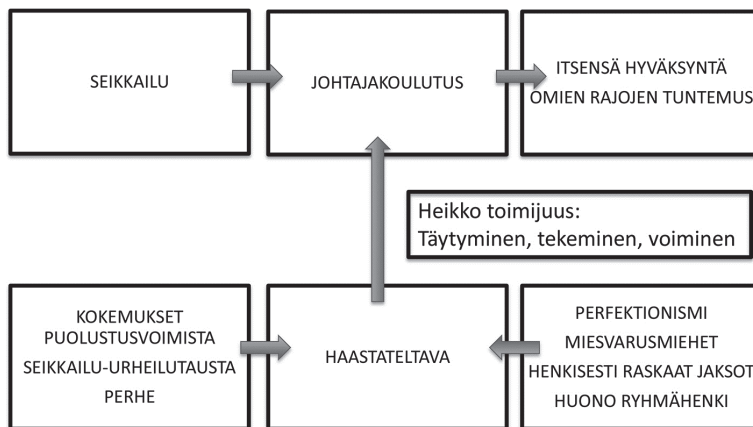 SEIKKAILU
JOHTAJAKOULUTUS
ITSENSÄ HYVÄKSYNTÄ
OMIEN RAJOJEN TUNTEMUS
Heikko toimijuus:
Täytyminen, tekeminen, voiminen
KOKEMUKSET
PUOLUSTUSVOIMISTA
SEIKKAILU-URHEILUTAUSTA
PERHE
HAASTATELTAVA
PERFEKTIONISMI
MIESVARUSMIEHET
HENKISESTI RASKAAT JAKSOT
HUONO RYHMÄHENKI